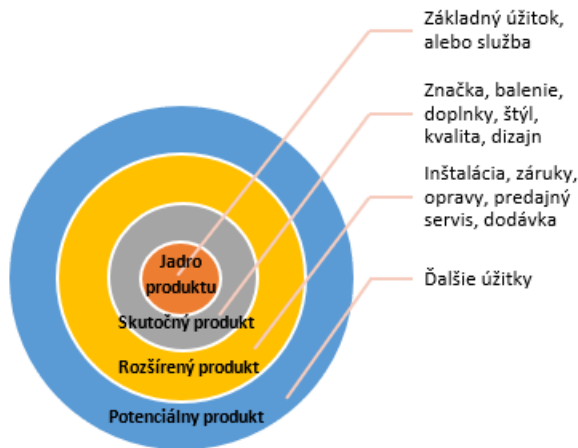 Základný úžitok,
alebo služba
Značka, balenie,
doplnky, štýl,
kvalita, dizajn
Inštalácia, záruky,
opravy, predajný
servis, dodávka
Ďalšie úžitky
Jadro
produktu
Skutočný produkt
Rozšírený produkt
Potenciálny produkt